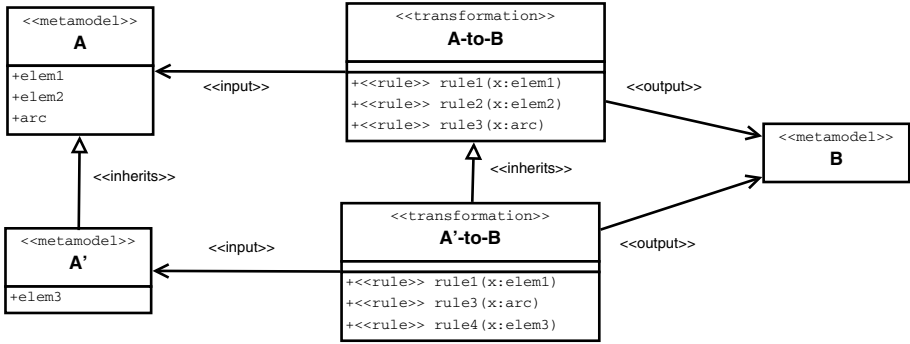 <<metamodel>>
A
+elem1
+elem2
+arc
<<input>>
<<transformation>>
A-to-B
+<<rule>> rule1(x:elem1)
+<<rule>> rule2(x:elem2)
+<<rule>> rule3(x:arc)
<<output>>
<<metamodel>>
B
<<inherits>>
<<inherits>>
<<metamodel>>
A'
+elem3
<<input>>
<<transformation>>
A'-to-B
+<<rule>> rule1(x:elem1)
+<<rule>> rule3(x:arc)
+<<rule>> rule4(x:elem3)
<<output>>